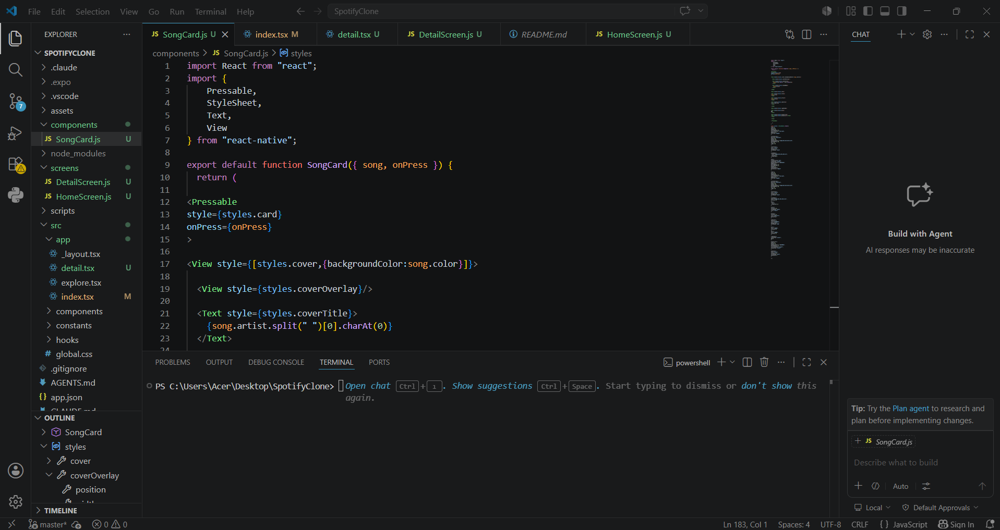 File Edit Selection View Go Run Terminal Help
SpotifyClone
EXPLORER
SPOTIFYCLONE
.claude
.expo
.vscode
assets
components
JS SongCard.js U
node_modules
screens
JS DetailScreen.js U
JS HomeScreen.js U
scripts
src
app
_layout.tsx
detail.tsx U
explore.tsx
index.tsx M
components
constants
hooks
# global.css
.gitignore
AGENTS.md
{} app.json
CLAUDE.md
OUTLINE
SongCard
styles
cover
coverOverlay
position
TIMELINE
7
JS SongCard.js U
index.tsx M
detail.tsx U
JS DetailScreen.js U
README.md
JS HomeScreen.js U
components > JS SongCard.js > styles
1 import React from "react";
2 import {
3 Pressable,
4 StyleSheet,
5 Text,
6 View
7 } from "react-native";
8
9 export default function SongCard({ song, onPress }) {
10 return (
11
12 <Pressable
13 style={styles.card}
14 onPress={onPress}
15 >
16
17 <View style={[styles.cover,{backgroundColor:song.color}]}>
18
19 <View style={styles.coverOverlay}/>
20
21 <Text style={styles.coverTitle}>
22 {song.artist.split(" ")[0].charAt(0)}
23 </Text>
24
PROBLEMS OUTPUT DEBUG CONSOLE TERMINAL PORTS
powershell
PS C:\Users\Acer\Desktop\SpotifyClone> Open chat Ctrl + ı . Show suggestions Ctrl + Space . Start typing to dismiss or don't show this
again.
CHAT
Build with Agent
AI responses may be inaccurate
Tip: Try the Plan agent to research and
plan before implementing changes.
+ JS SongCard.js
Describe what to build
Auto
Local Default Approvals
master* 0 0
Ln 183, Col 1 Spaces: 4 UTF-8 CRLF {} JavaScript Sign In